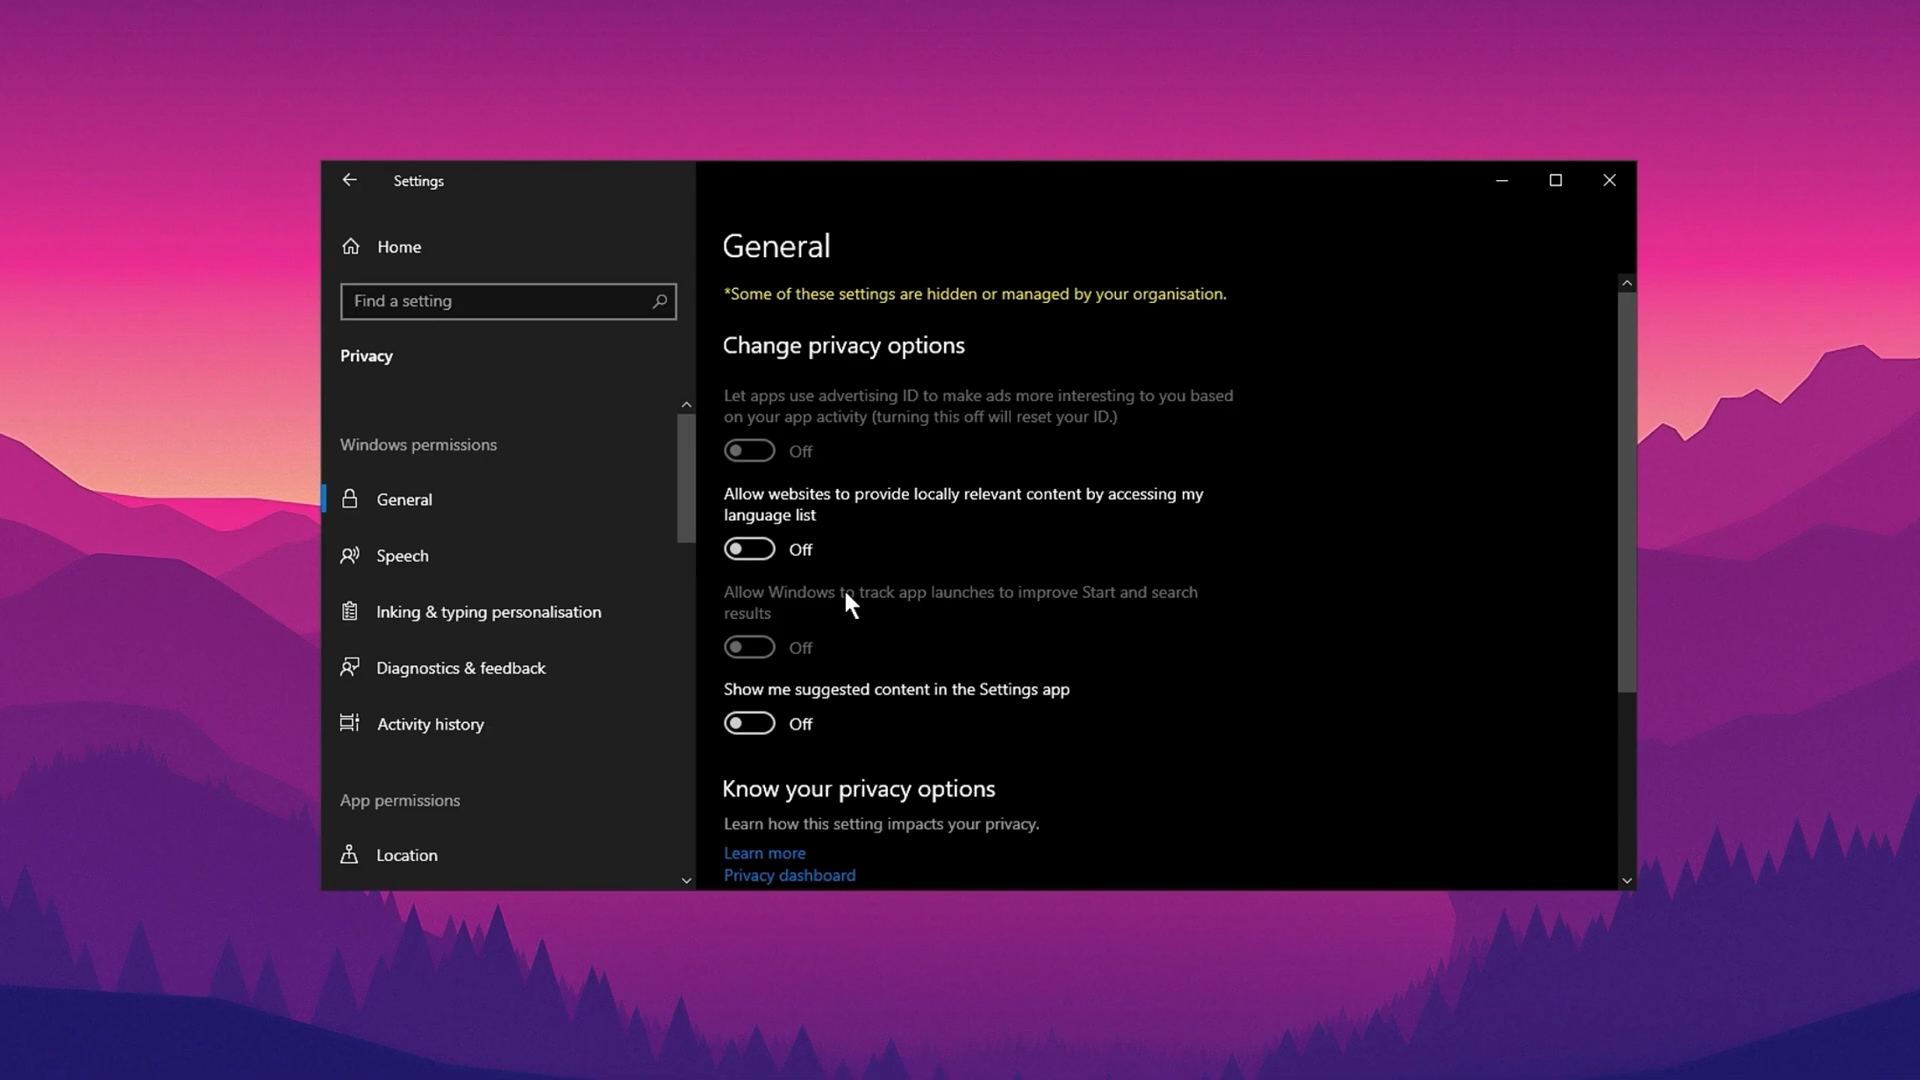 Settings
Home
Find a setting
Privacy
Windows permissions
General
Speech
Inking & typing personalisation
Diagnostics & feedback
Activity history
App permissions
Location
General
*Some of these settings are hidden or managed by your organisation.
Change privacy options
Let apps use advertising ID to make ads more interesting to you based
on your app activity (turning this off will reset your ID.)
Off
Allow websites to provide locally relevant content by accessing my
language list
Off
Allow Windows to track app launches to improve Start and search
results
Off
Show me suggested content in the Settings app
Off
Know your privacy options
Learn how this setting impacts your privacy.
Learn more
Privacy dashboard